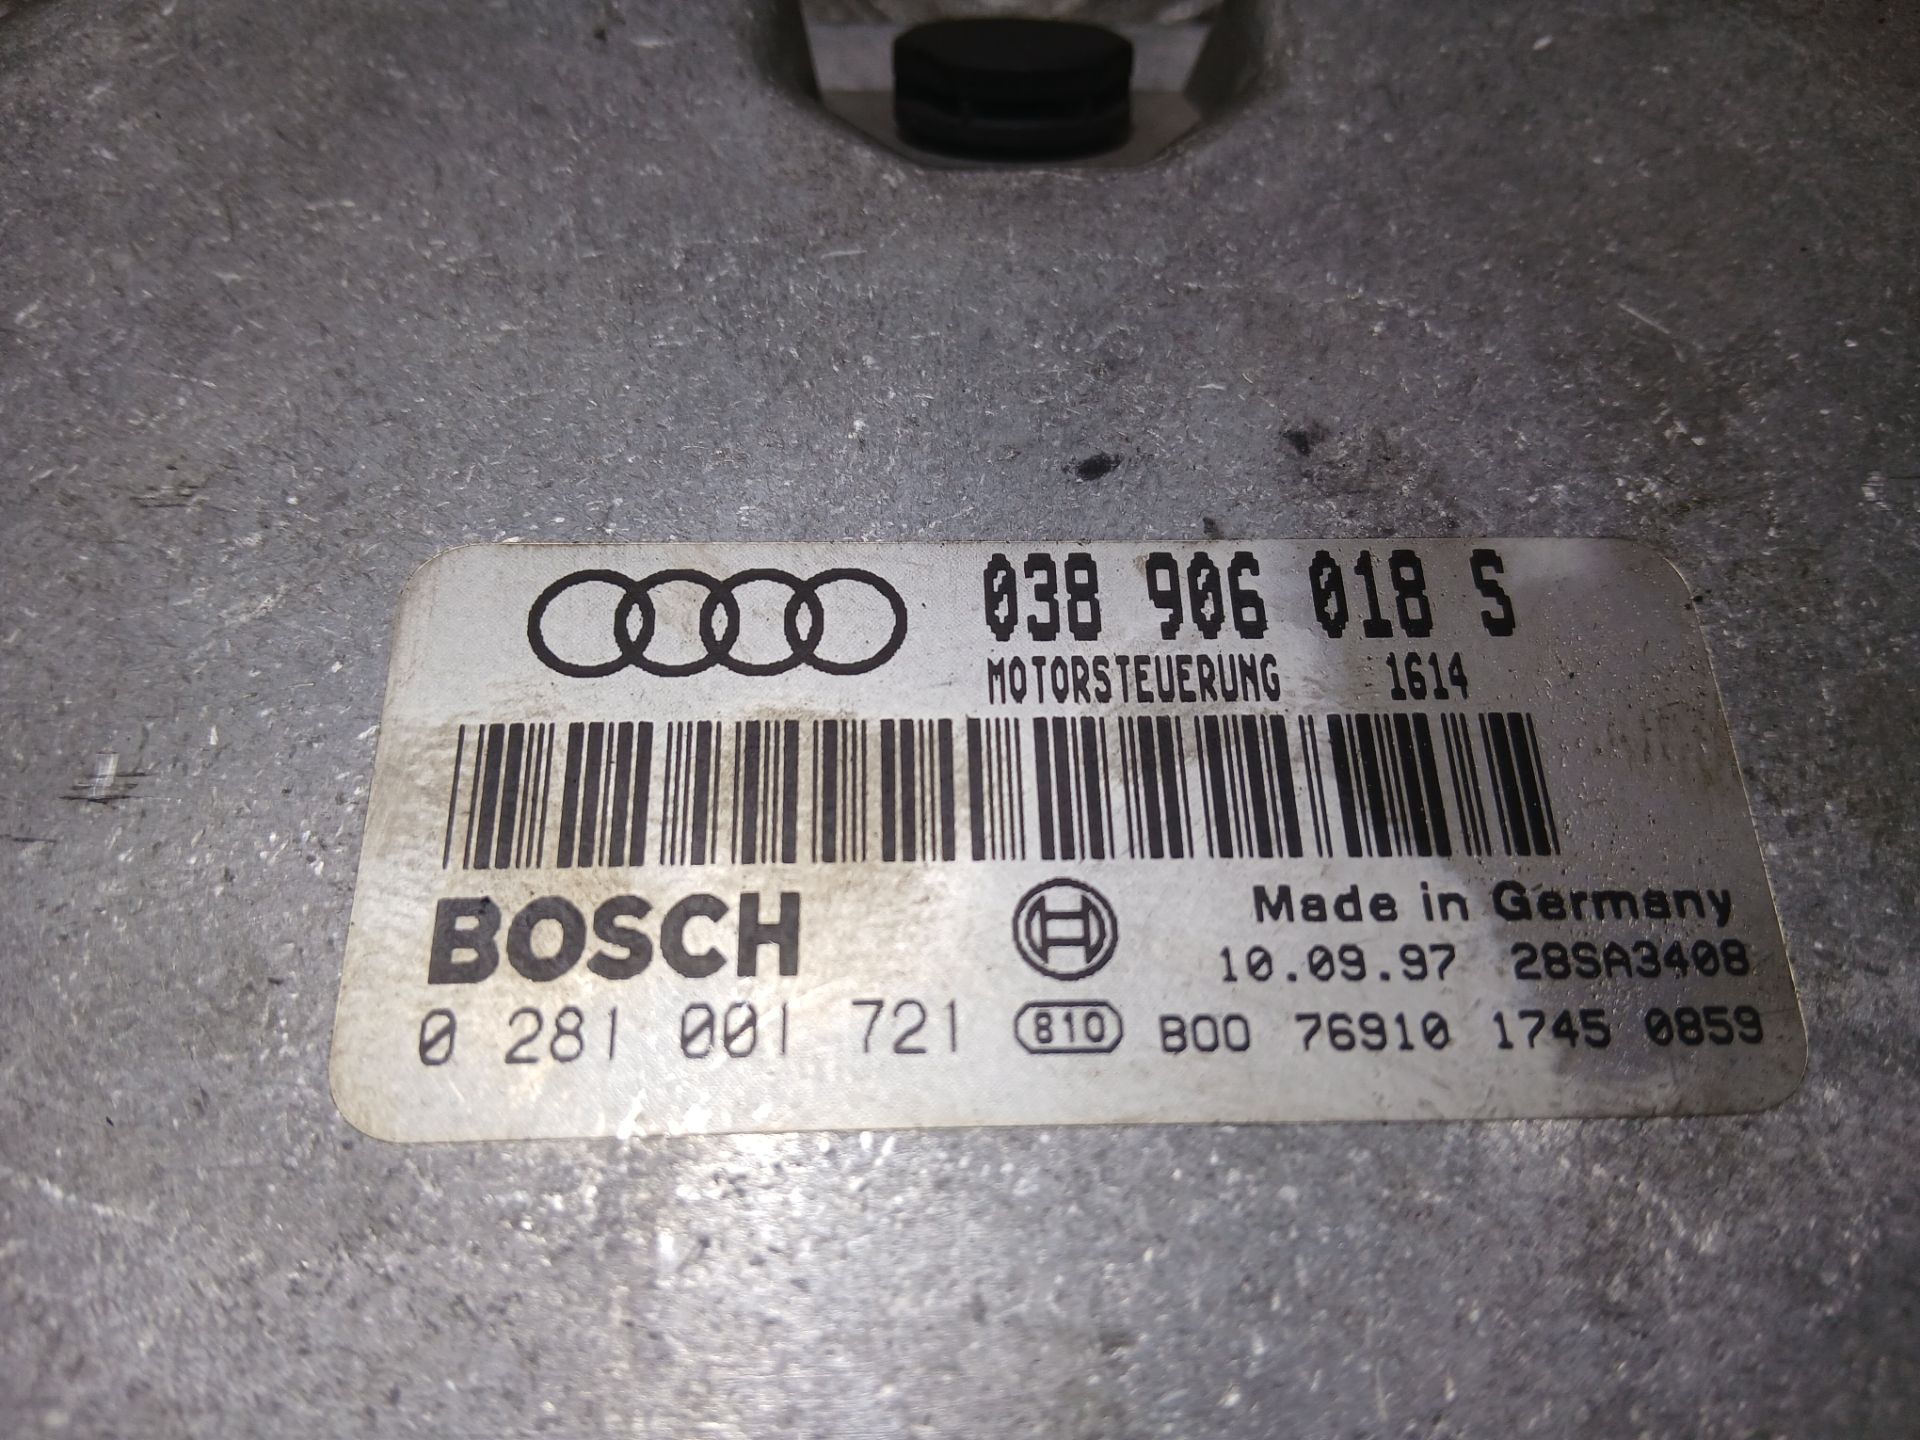 038 906 018 S
MOTORSTEUERUNG 1614
BOSCH Made in Germany
10.09.97 28SA3408
0 281 001 721 810 B00 76910 1745 0859